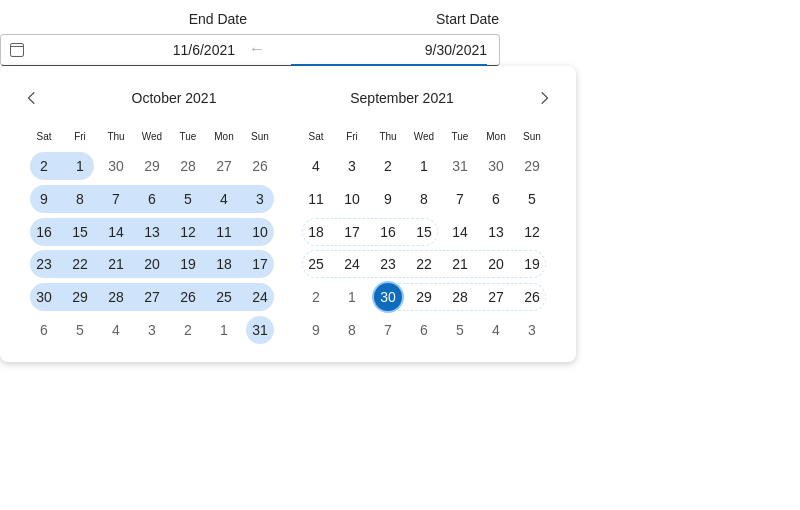 End Date Start Date
11/6/2021 ← 9/30/2021
October 2021 September 2021
Sat Fri Thu Wed Tue Mon Sun Sat Fri Thu Wed Tue Mon Sun
2 1 30 29 28 27 26 4 3 2 1 31 30 29
9 8 7 6 5 4 3 11 10 9 8 7 6 5
16 15 14 13 12 11 10 18 17 16 15 14 13 12
23 22 21 20 19 18 17 25 24 23 22 21 20 19
30 29 28 27 26 25 24 2 1 30 29 28 27 26
6 5 4 3 2 1 31 9 8 7 6 5 4 3